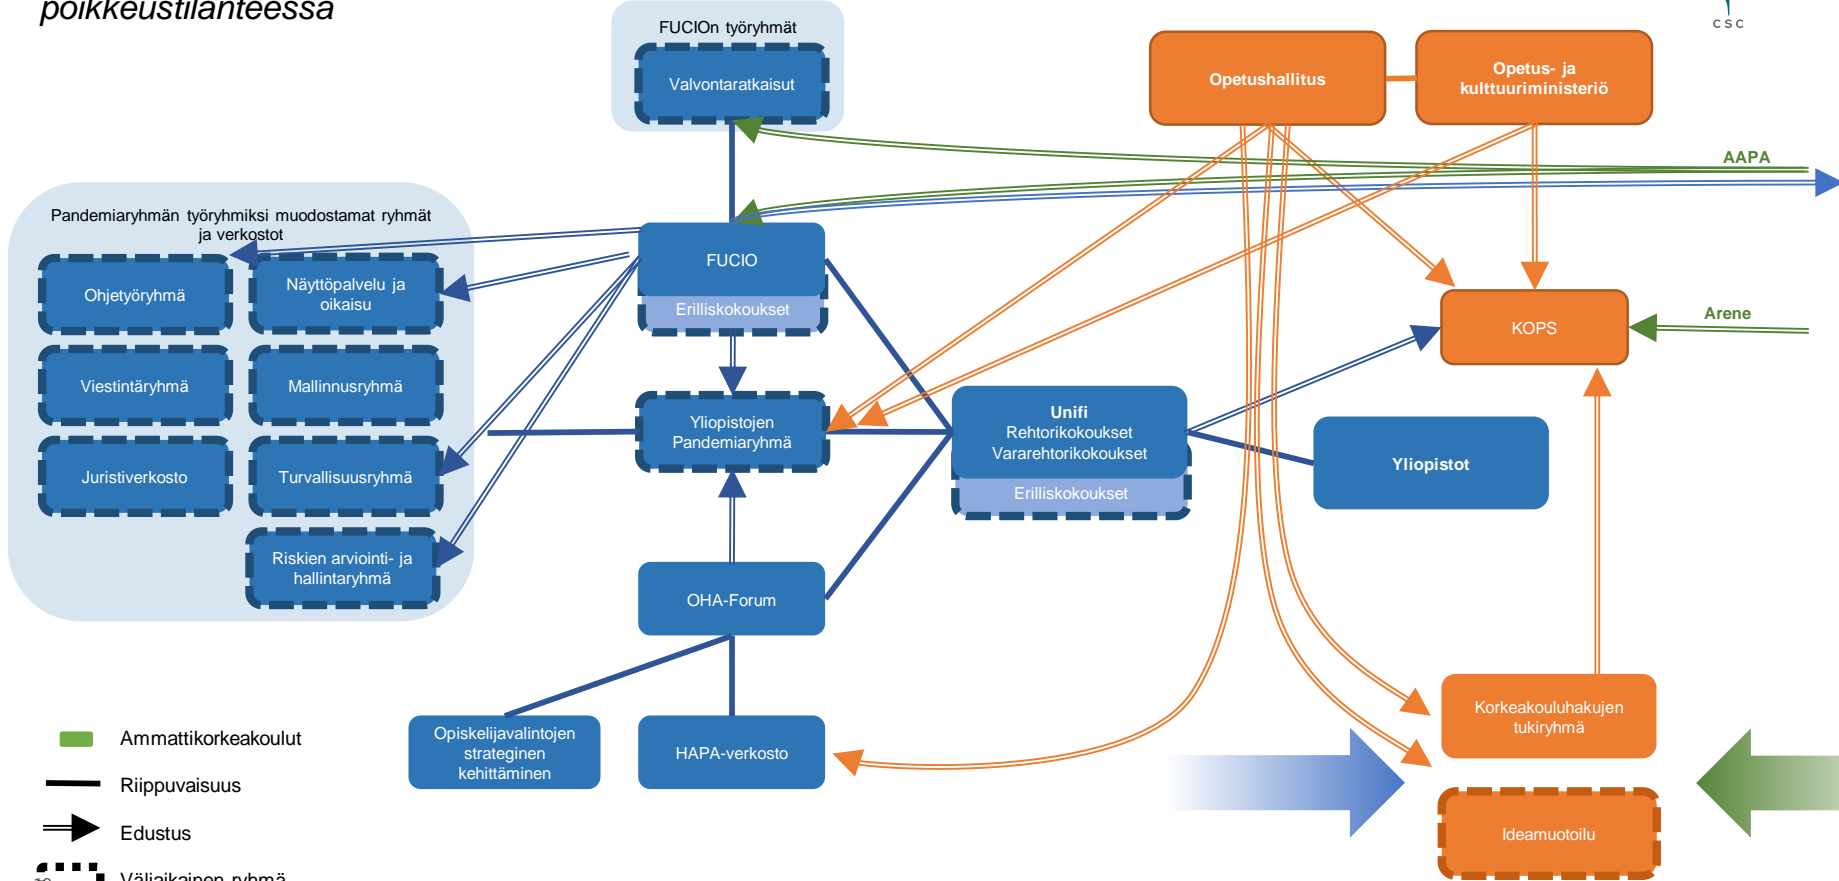 poikkeustilanteessa
CSC
FUCIOn työryhmät
Valvontaratkaisut
Opetushallitus
Opetus- ja
kulttuuriministeriö
AAPA
Pandemiaryhmän työryhmiksi muodostamat ryhmät
ja verkostot
Ohjetyöryhmä
Näyttöpalvelu ja
oikaisu
Viestintäryhmä
Mallinnusryhmä
Juristiverkosto
Turvallisuusryhmä
Riskien arviointi- ja
hallintaryhmä
FUCIO
Erilliskokoukset
Yliopistojen
Pandemiaryhmä
Unifi
Rehtorikokoukset
Vararehtorikokoukset
Erilliskokoukset
KOPS
Arene
Yliopistot
OHA-Forum
Opiskelijavalintojen
strateginen
kehittäminen
HAPA-verkosto
Korkeakouluhakujen
tukiryhmä
Ideamuotoilu
Ammattikorkeakoulut
Riippuvaisuus
Edustus
Väliaikainen ryhmä